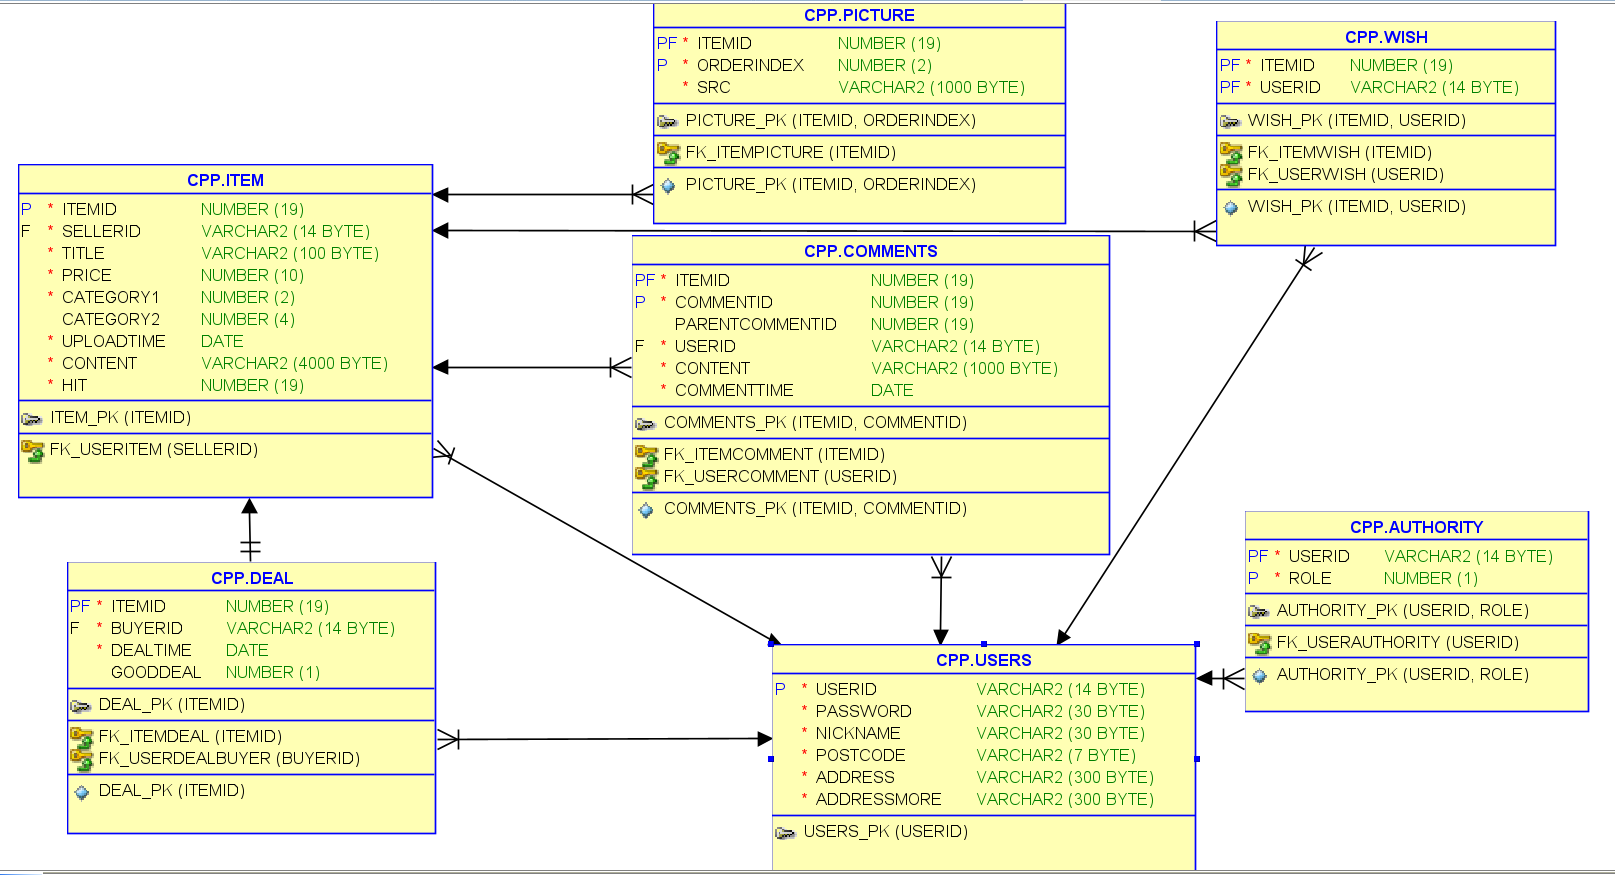 CPP.PICTURE
PF * ITEMID NUMBER (19)
P * ORDERINDEX NUMBER (2)
* SRC VARCHAR2 (1000 BYTE)
PICTURE_PK (ITEMID, ORDERINDEX)
FK_ITEMPICTURE (ITEMID)
PICTURE_PK (ITEMID, ORDERINDEX)
CPP.WISH
PF * ITEMID NUMBER (19)
PF * USERID VARCHAR2 (14 BYTE)
WISH_PK (ITEMID, USERID)
FK_ITEMWISH (ITEMID)
FK_USERWISH (USERID)
WISH_PK (ITEMID, USERID)
CPP.ITEM
P * ITEMID NUMBER (19)
F * SELLERID VARCHAR2 (14 BYTE)
* TITLE VARCHAR2 (100 BYTE)
* PRICE NUMBER (10)
* CATEGORY1 NUMBER (2)
CATEGORY2 NUMBER (4)
* UPLOADTIME DATE
* CONTENT VARCHAR2 (4000 BYTE)
* HIT NUMBER (19)
ITEM_PK (ITEMID)
FK_USERITEM (SELLERID)
CPP.COMMENTS
PF * ITEMID NUMBER (19)
P * COMMENTID NUMBER (19)
PARENTCOMMENTID NUMBER (19)
F * USERID VARCHAR2 (14 BYTE)
* CONTENT VARCHAR2 (1000 BYTE)
* COMMENTTIME DATE
COMMENTS_PK (ITEMID, COMMENTID)
FK_ITEMCOMMENT (ITEMID)
FK_USERCOMMENT (USERID)
COMMENTS_PK (ITEMID, COMMENTID)
CPP.AUTHORITY
PF * USERID VARCHAR2 (14 BYTE)
P * ROLE NUMBER (1)
AUTHORITY_PK (USERID, ROLE)
FK_USERAUTHORITY (USERID)
AUTHORITY_PK (USERID, ROLE)
CPP.DEAL
PF * ITEMID NUMBER (19)
F * BUYERID VARCHAR2 (14 BYTE)
* DEALTIME DATE
GOODDEAL NUMBER (1)
DEAL_PK (ITEMID)
FK_ITEMDEAL (ITEMID)
FK_USERDEALBUYER (BUYERID)
DEAL_PK (ITEMID)
CPP.USERS
P * USERID VARCHAR2 (14 BYTE)
* PASSWORD VARCHAR2 (30 BYTE)
* NICKNAME VARCHAR2 (30 BYTE)
* POSTCODE VARCHAR2 (7 BYTE)
* ADDRESS VARCHAR2 (300 BYTE)
* ADDRESSMORE VARCHAR2 (300 BYTE)
USERS_PK (USERID)